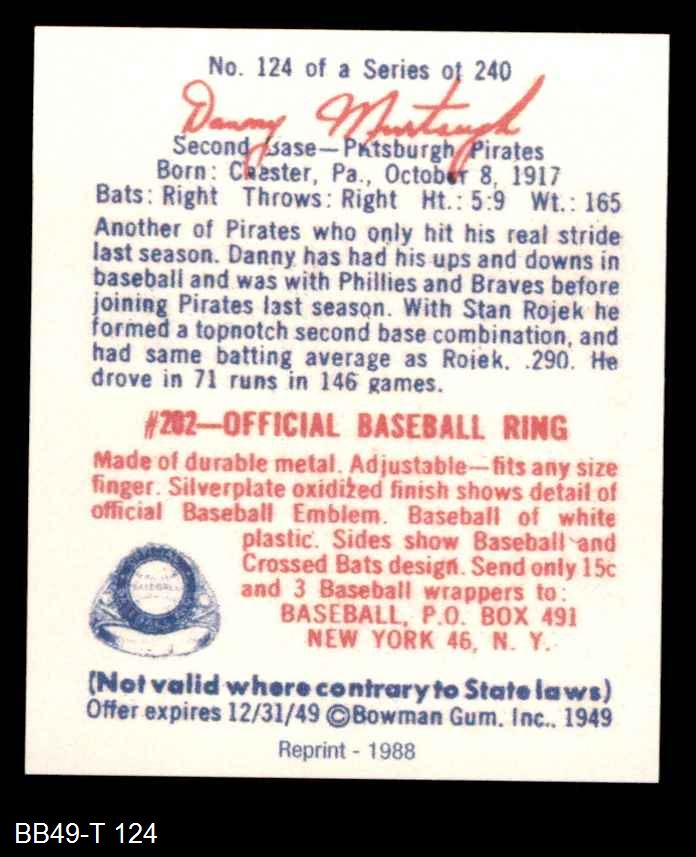 No. 124 of a Series of 240
Danny Murtaugh
Second Base—Pittsburgh Pirates
Born: Chester, Pa., October 8, 1917
Bats: Right Throws: Right Ht.: 5:9 Wt.: 165
Another of Pirates who only hit his real stride
last season. Danny has had his ups and downs in
baseball and was with Phillies and Braves before
joining Pirates last season. With Stan Rojek he
formed a topnotch second base combination, and
had same batting average as Rojek, .290. He
drove in 71 runs in 146 games.
#202—OFFICIAL BASEBALL RING
Made of durable metal. Adjustable—fits any size
finger. Silverplate oxidized finish shows detail of
official Baseball Emblem. Baseball of white
plastic. Sides show Baseball and
Crossed Bats design. Send only 15c
and 3 Baseball wrappers to:
BASEBALL, P.O. BOX 491
NEW YORK 46, N. Y.
(Not valid where contrary to State laws)
Offer expires 12/31/49 ©Bowman Gum, Inc., 1949
Reprint - 1988
BB49-T 124